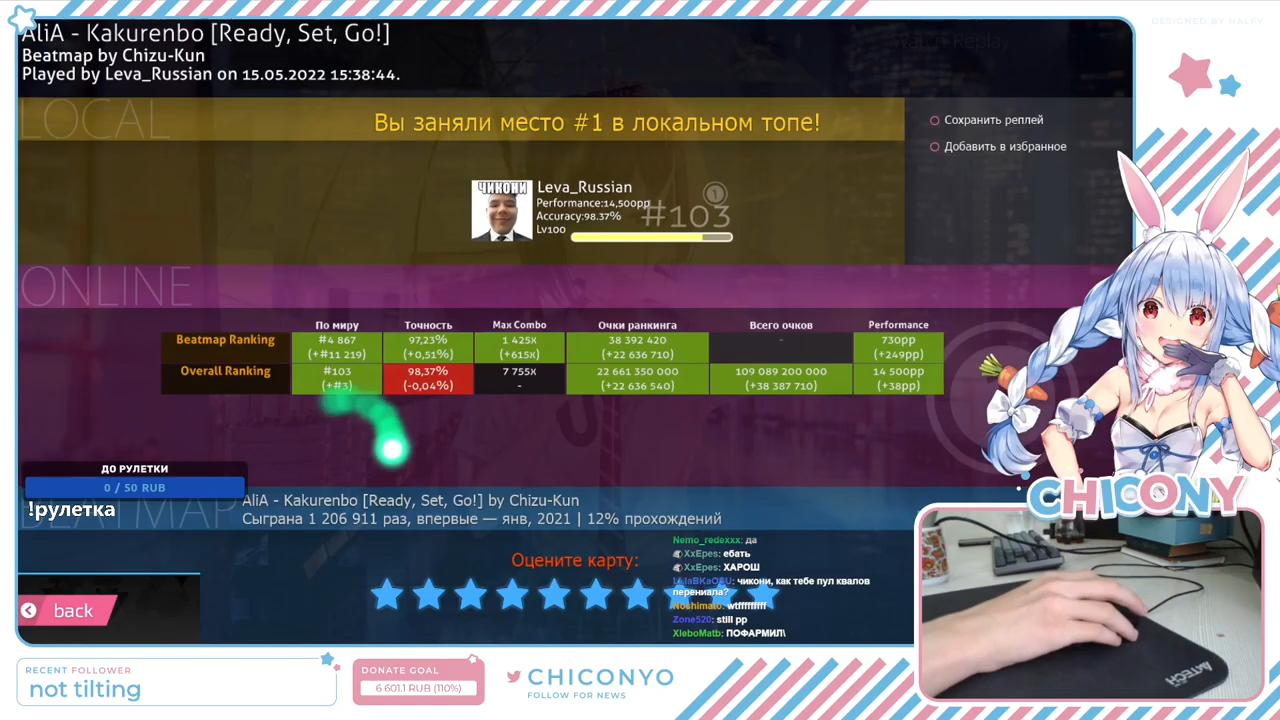 AliA - Kakurenbo [Ready, Set, Go!]
Beatmap by Chizu-Kun
Played by Leva_Russian on 15.05.2022 15:38:44.
Watch Replay
DESIGNED BY HALFY
LOCAL
Вы заняли место #1 в локальном топе!
Сохранить реплей
Добавить в избранное
ЧИКОНИ
Leva_Russian
Performance:14,500pp
Accuracy:98.37%
Lv100
#103
1
ONLINE
По миру Точность Max Combo Очки ранкинга Всего очков Performance
Beatmap Ranking #4 867 97,23% 1 425x 38 392 420 - 730pp
(+#11 219) (+0,51%) (+615x) (+22 636 710) (+249pp)
Overall Ranking #103 98,37% 7 755x 22 661 350 000 109 089 200 000 14 500pp
(+#3) (-0,04%) - (+22 636 540) (+38 387 710) (+38pp)
ДО РУЛЕТКИ
0 / 50 RUB
!рулетка
BEATMAP
AliA - Kakurenbo [Ready, Set, Go!] by Chizu-Kun
Сыграна 1 206 911 раз, впервые — янв, 2021 | 12% прохождений
Оцените карту:
Nemo_redexxx: да
XxEpes: ебать
XxEpes: ХАРОШ
чикони, как тебе пул квалов
перениала?
Noshimato: wtfffffffff
Zone520: still pp
XleboMatb: ПОФАРМИЛ\
back
CHICONY
RECENT FOLLOWER
not tilting
DONATE GOAL
6 601.1 RUB (110%)
CHICONYO
FOLLOW FOR NEWS